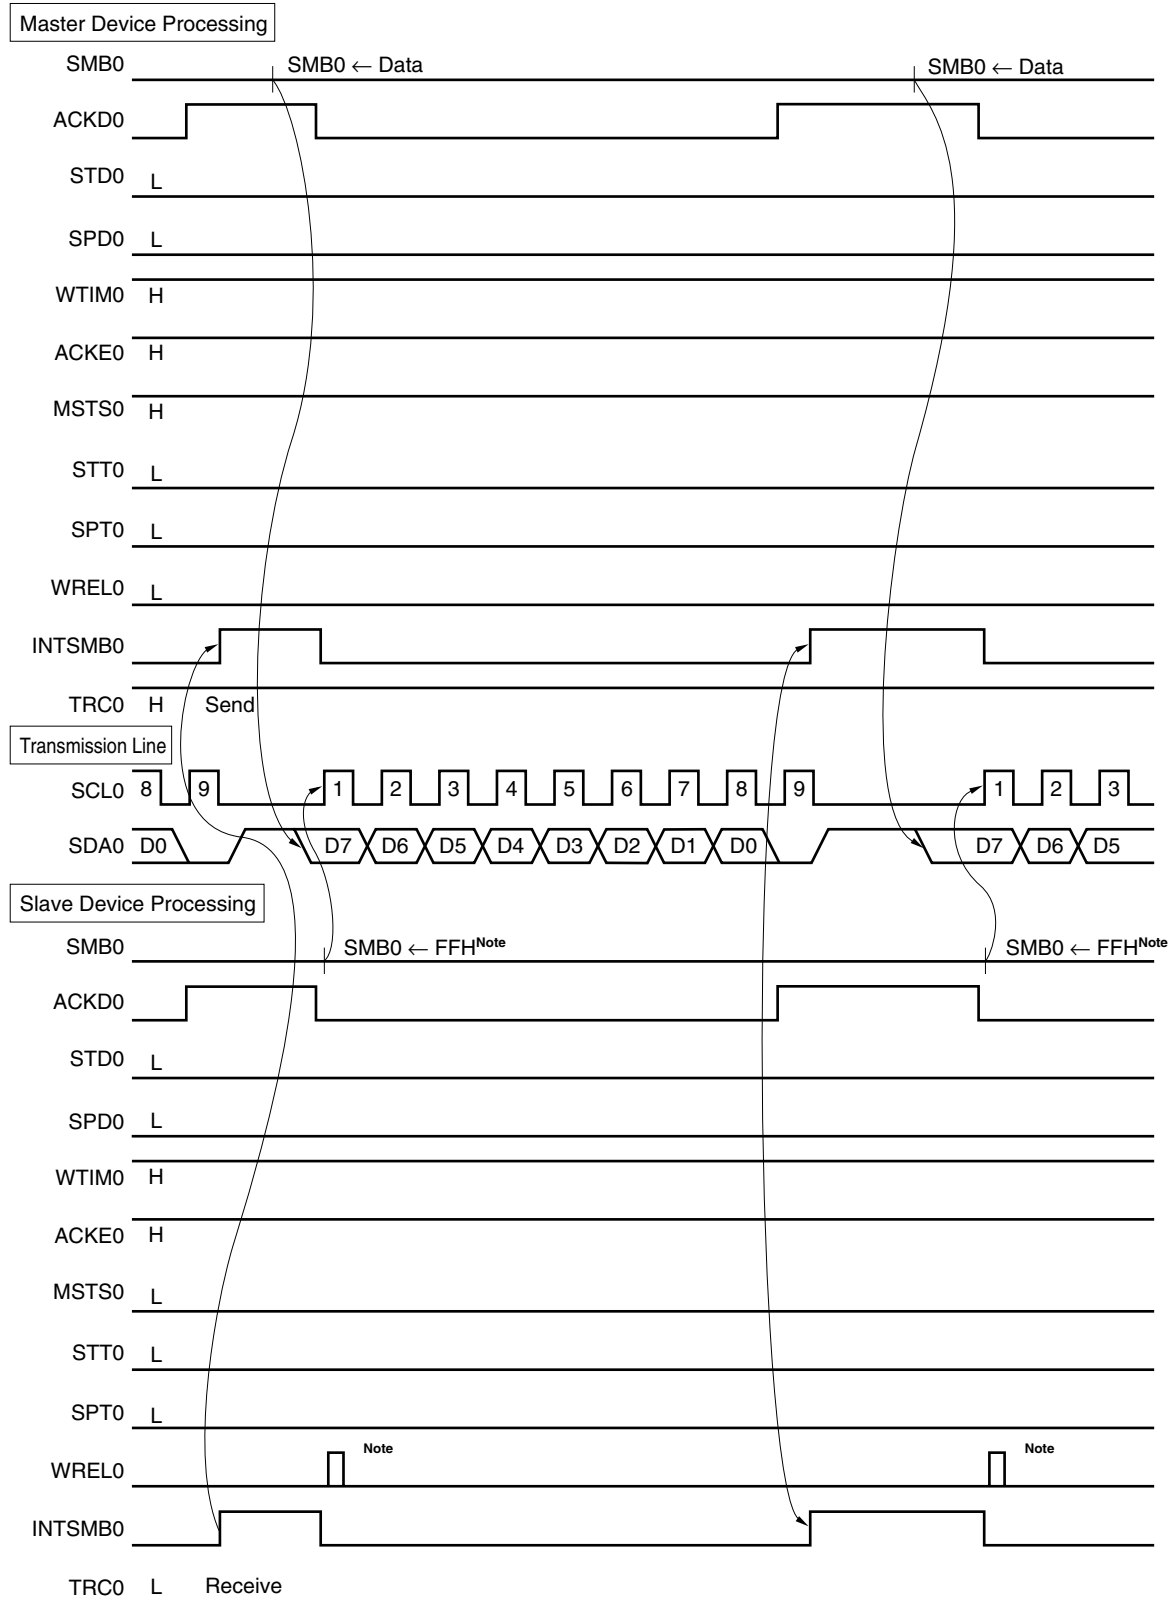 Master Device Processing
SMB0 SMB0 ← Data SMB0 ← Data
ACKD0
STD0 L
SPD0 L
WTIM0 H
ACKE0 H
MSTS0 H
STT0 L
SPT0 L
WREL0 L
INTSMB0
TRC0 H Send
Transmission Line
SCL0 8 9 1 2 3 4 5 6 7 8 9 1 2 3
SDA0 D0 D7 D6 D5 D4 D3 D2 D1 D0 D7 D6 D5
Slave Device Processing
SMB0 SMB0 ← FFHNote SMB0 ← FFHNote
ACKD0
STD0 L
SPD0 L
WTIM0 H
ACKE0 H
MSTS0 L
STT0 L
SPT0 L
WREL0 Note Note
INTSMB0
TRC0 L Receive